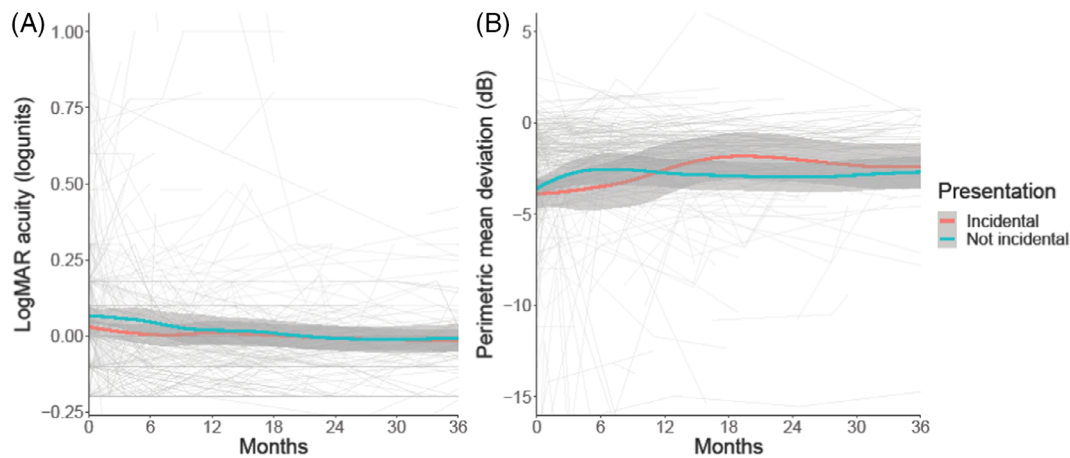 (A)
LogMAR acuity (logunits)
1.00
0.75
0.50
0.25
0.00
−0.25
0 6 12 18 24 30 36
Months
(B)
Perimetric mean deviation (dB)
5
0
−5
−10
−15
0 6 12 18 24 30 36
Months
Presentation
Incidental
Not incidental